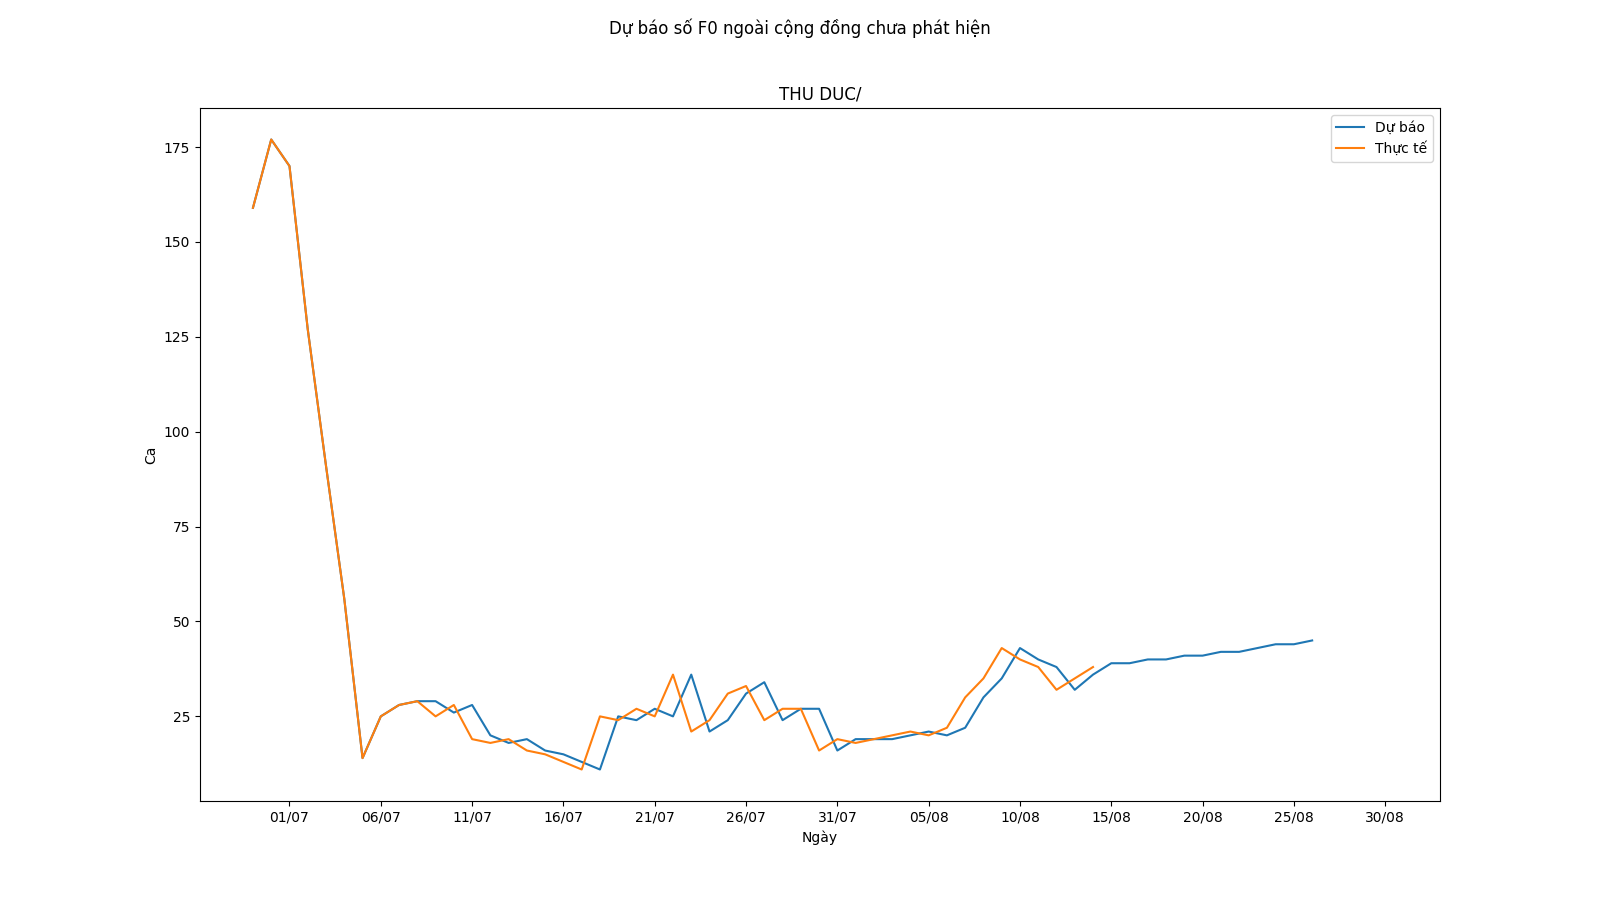 Dự báo số F0 ngoài cộng đồng chưa phát hiện
THU DUC/
Dự báo
Thực tế
175
150
125
100
75
50
25
Ca
01/07 06/07 11/07 16/07 21/07 26/07 31/07 05/08 10/08 15/08 20/08 25/08 30/08
Ngày